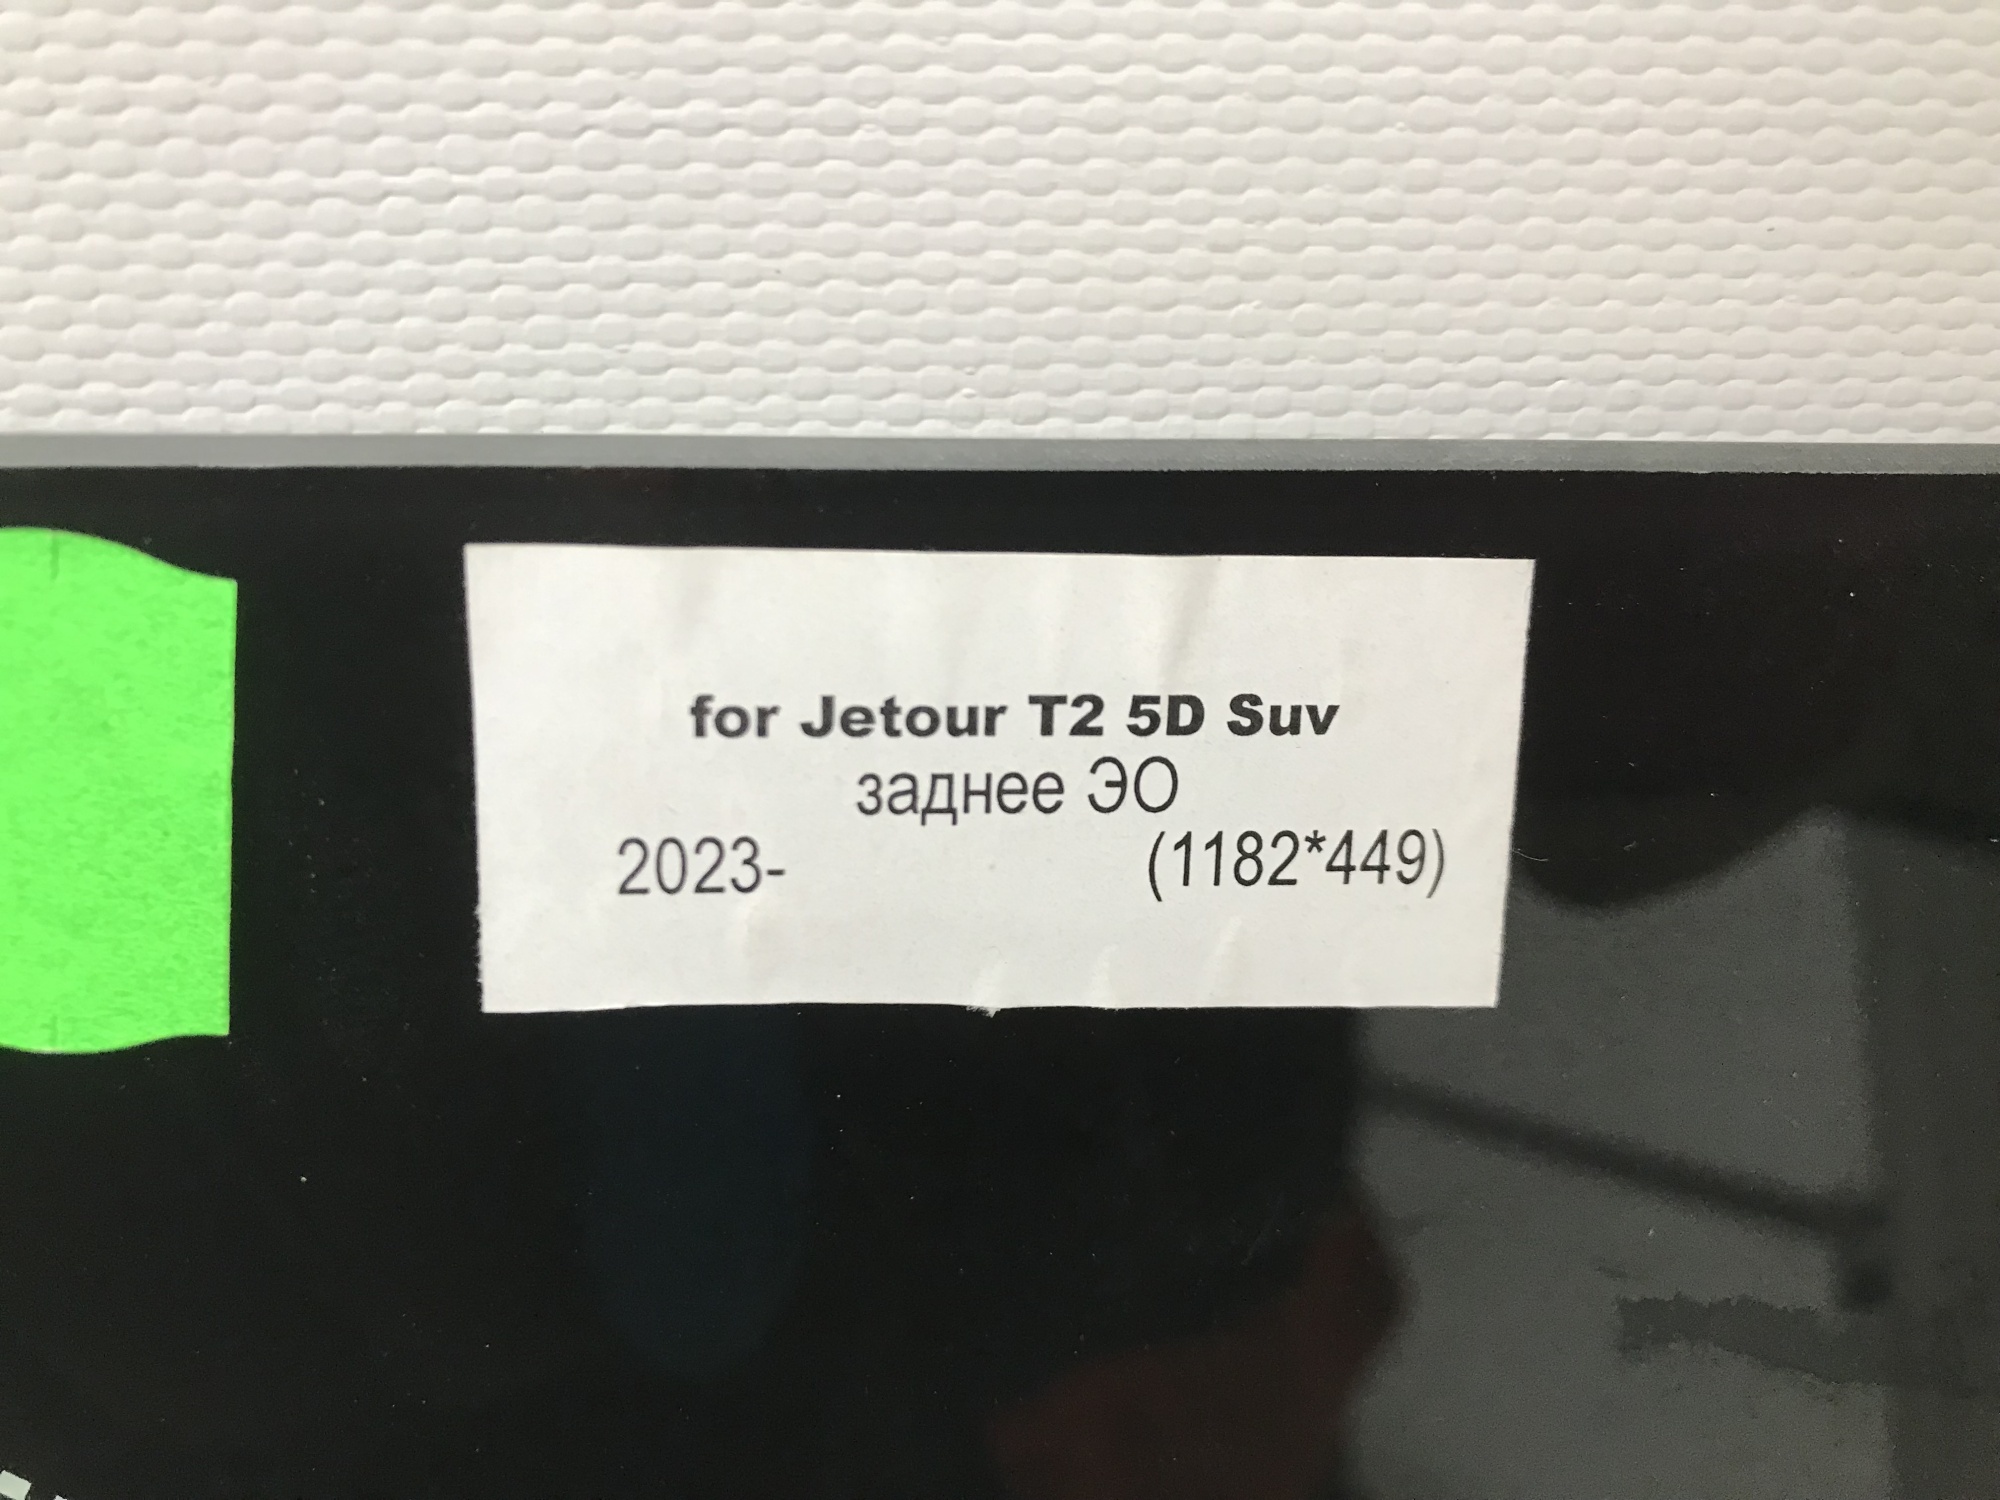 for Jetour T2 5D Suv
заднее ЭО
2023- (1182*449)